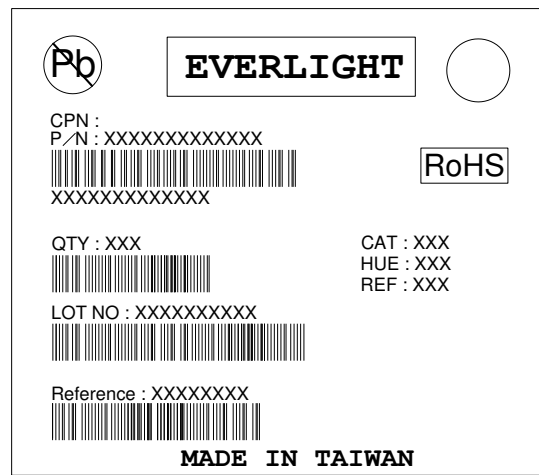 Pb
EVERLIGHT
CPN :
P/N : XXXXXXXXXXXXX
RoHS
XXXXXXXXXXXXX
QTY : XXX
CAT : XXX
HUE : XXX
REF : XXX
LOT NO : XXXXXXXXXX
Reference : XXXXXXXX
MADE IN TAIWAN